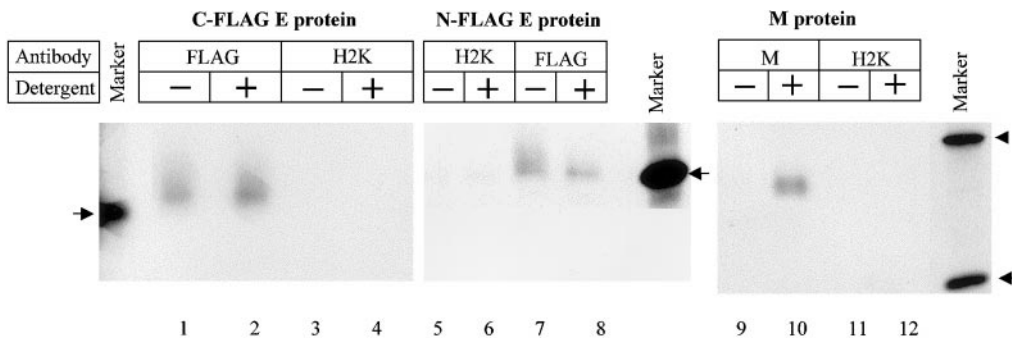 C-FLAG E protein N-FLAG E protein M protein
Antibody Marker FLAG H2K H2K FLAG Marker M H2K Marker
Detergent − + − + − + − + − + − +
1 2 3 4 5 6 7 8 9 10 11 12